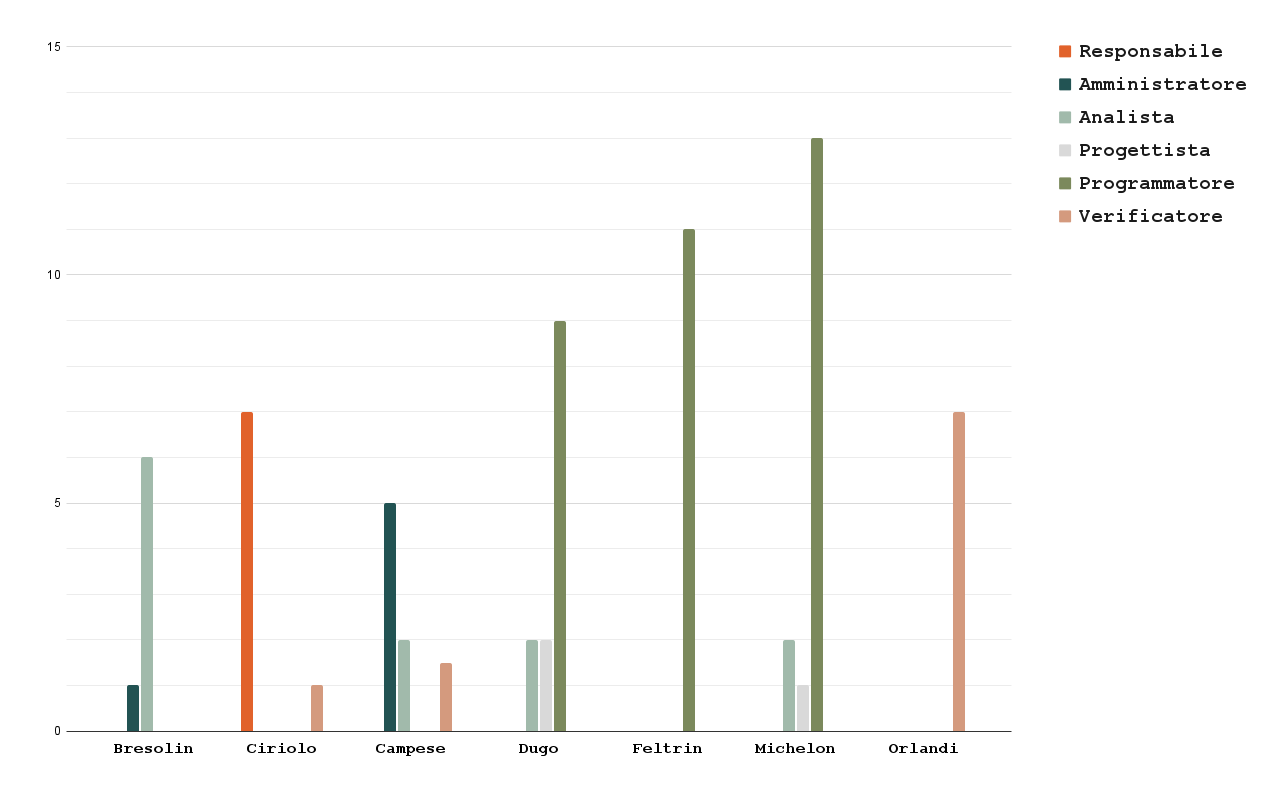 15
10
5
0
Bresolin Ciriolo Campese Dugo Feltrin Michelon Orlandi
Responsabile
Amministratore
Analista
Progettista
Programmatore
Verificatore